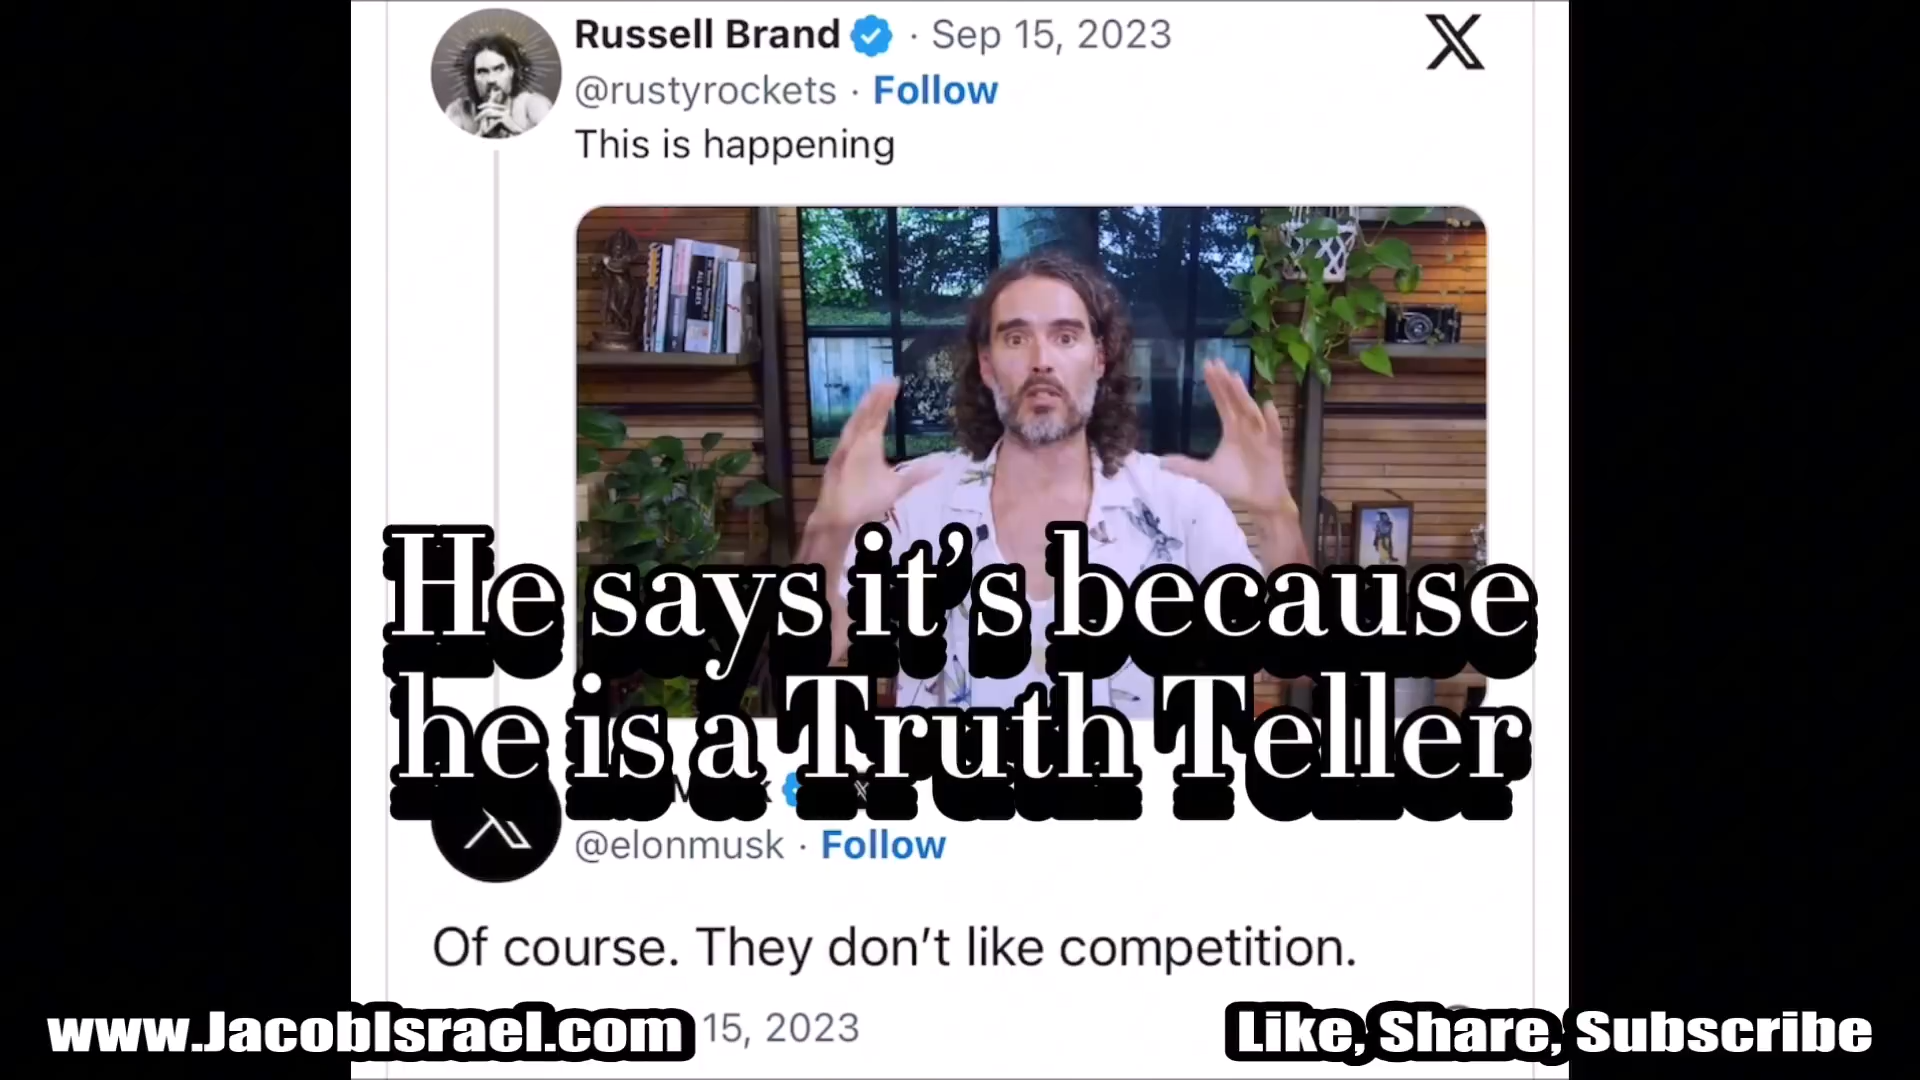 Russell Brand · Sep 15, 2023
@rustyrockets · Follow
This is happening
He says it's because
he is a Truth Teller
@elonmusk · Follow
Of course. They don't like competition.
15, 2023
www.JacobIsrael.com
Like, Share, Subscribe